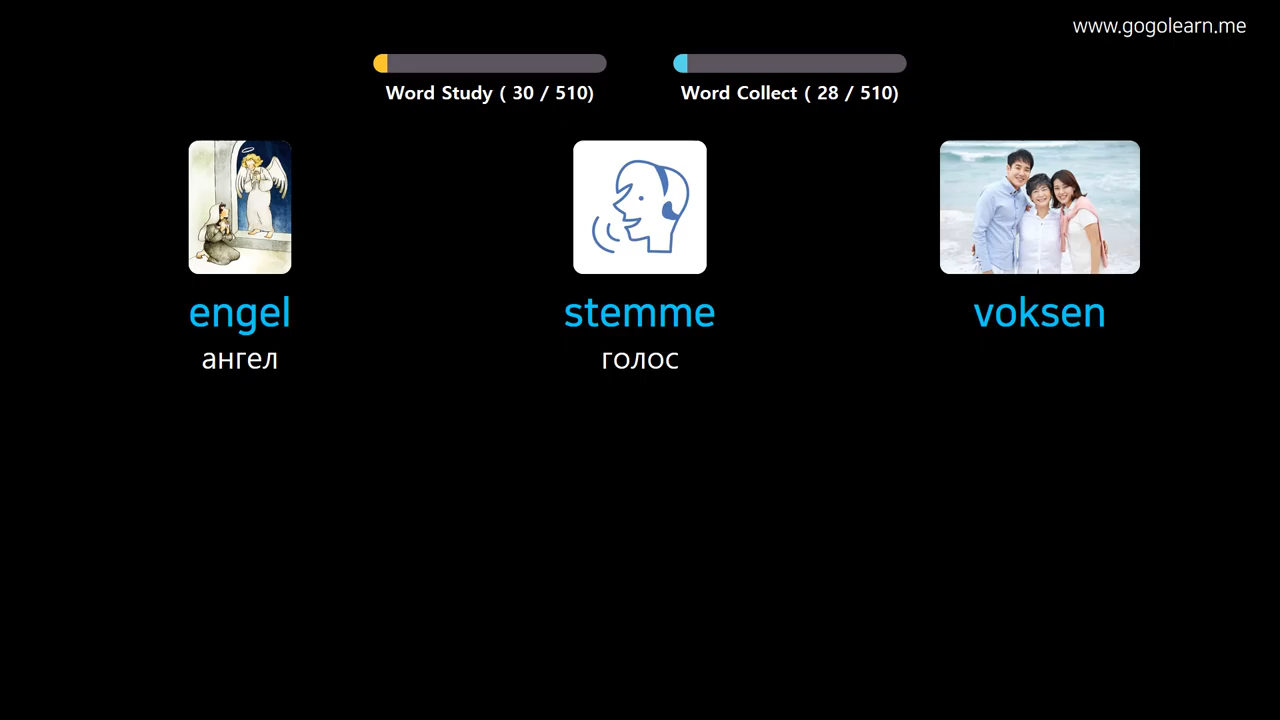 www.gogolearn.me
Word Study ( 30 / 510)
Word Collect ( 28 / 510)
engel
stemme
voksen
ангел
голос